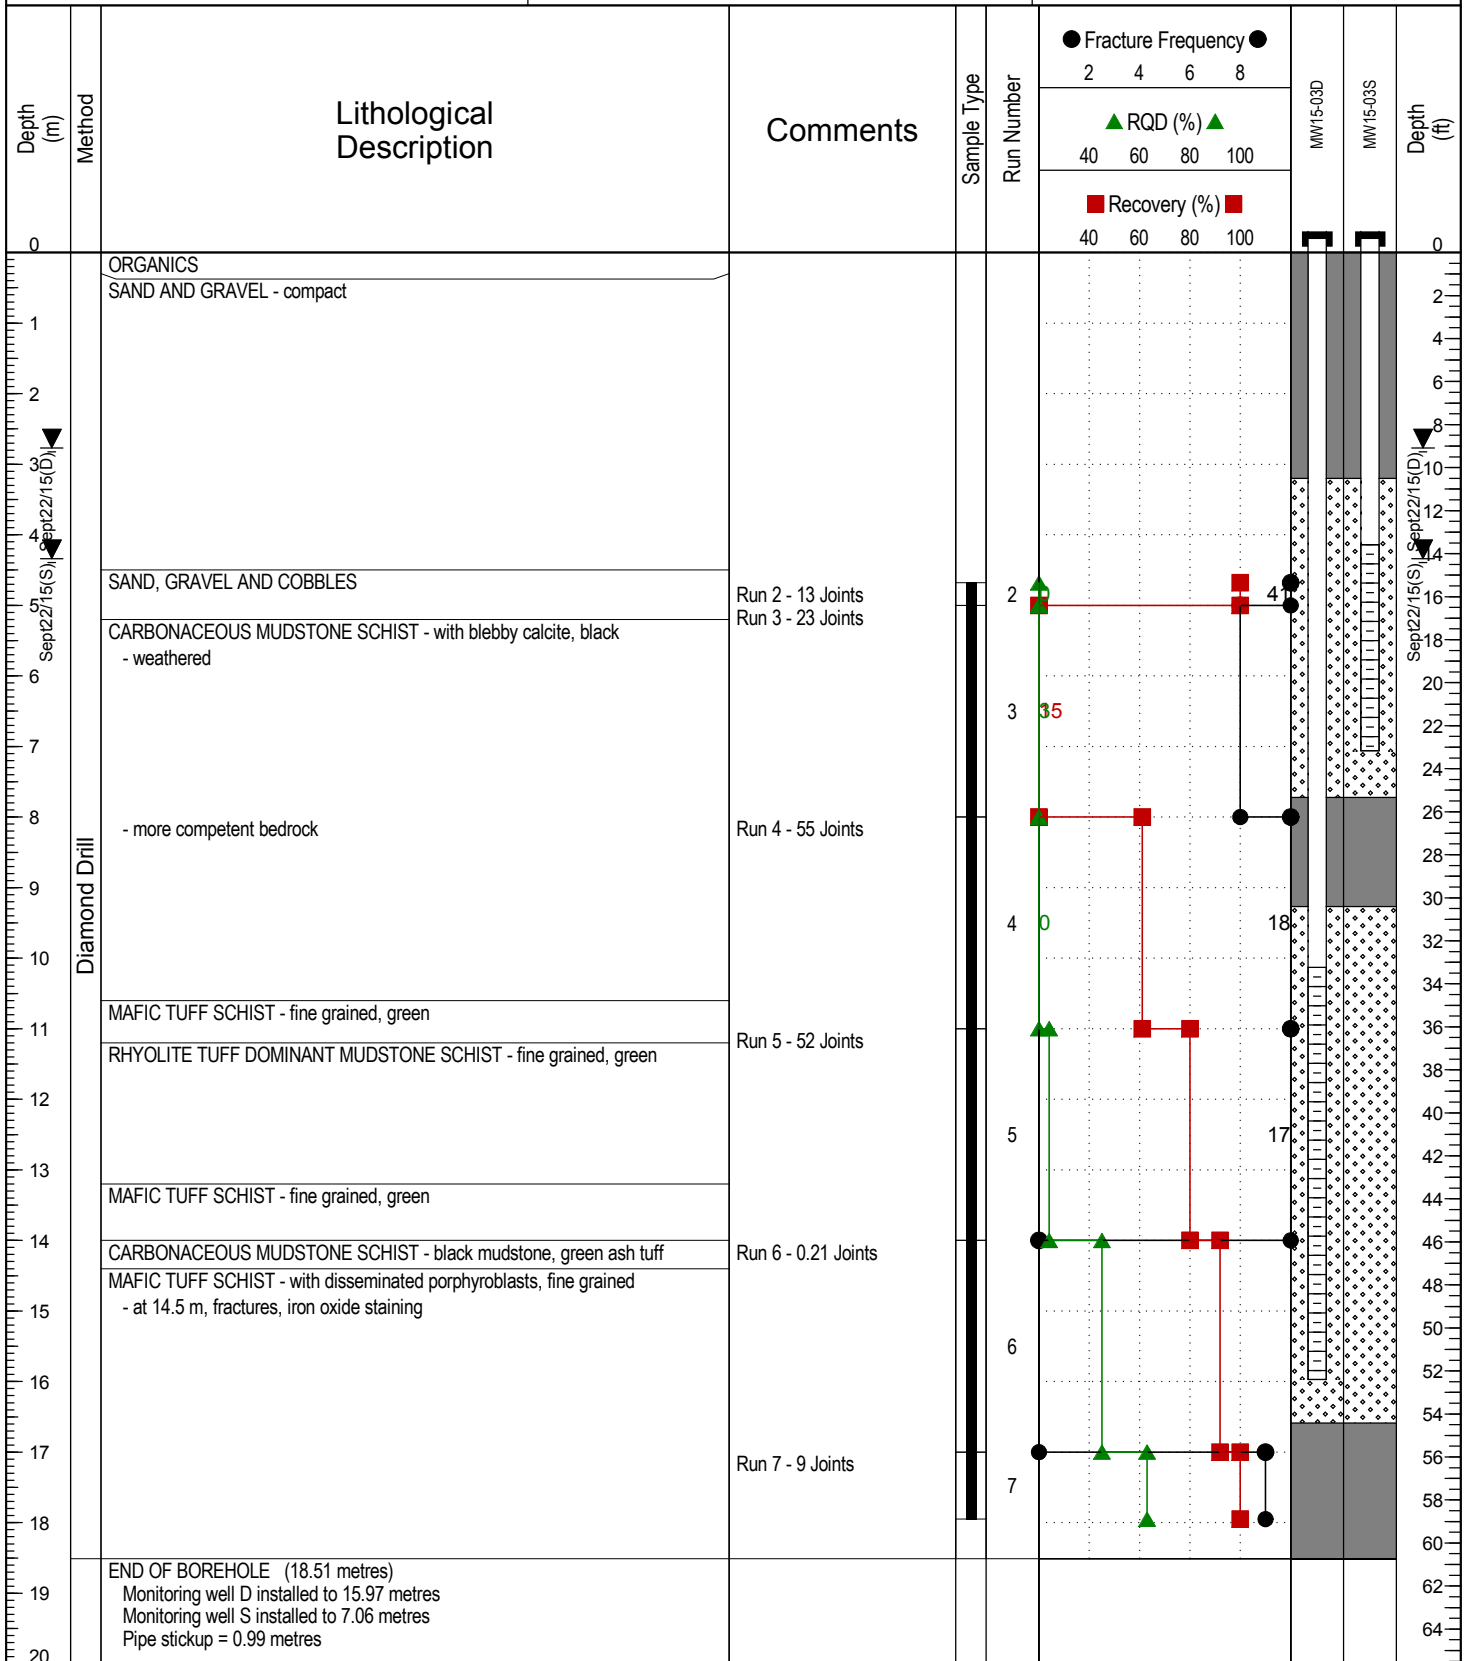 Depth
(m)
Method
Lithological
Description
Comments
Sample Type
Run Number
Fracture Frequency
2 4 6 8
RQD (%)
40 60 80 100
Recovery (%)
40 60 80 100
MW15-03D
MW15-03S
Depth
(ft)
0
0
ORGANICS
SAND AND GRAVEL - compact
SAND, GRAVEL AND COBBLES
CARBONACEOUS MUDSTONE SCHIST - with blebby calcite, black
- weathered
- more competent bedrock
MAFIC TUFF SCHIST - fine grained, green
RHYOLITE TUFF DOMINANT MUDSTONE SCHIST - fine grained, green
MAFIC TUFF SCHIST - fine grained, green
CARBONACEOUS MUDSTONE SCHIST - black mudstone, green ash tuff
MAFIC TUFF SCHIST - with disseminated porphyroblasts, fine grained
- at 14.5 m, fractures, iron oxide staining
END OF BOREHOLE (18.51 metres)
Monitoring well D installed to 15.97 metres
Monitoring well S installed to 7.06 metres
Pipe stickup = 0.99 metres
Diamond Drill
Run 2 - 13 Joints
Run 3 - 23 Joints
Run 4 - 55 Joints
Run 5 - 52 Joints
Run 6 - 0.21 Joints
Run 7 - 9 Joints
1
2
3
4
5
6
7
8
9
10
11
12
13
14
15
16
17
18
19
20
Sept22/15(D)
Sept22/15(S)
2
3
4
5
6
7
41
0
18
17
2
4
6
8
10
12
14
16
18
20
22
24
26
28
30
32
34
36
38
40
42
44
46
48
50
52
54
56
58
60
62
64
Sept22/15(D)
Sept22/15(S)